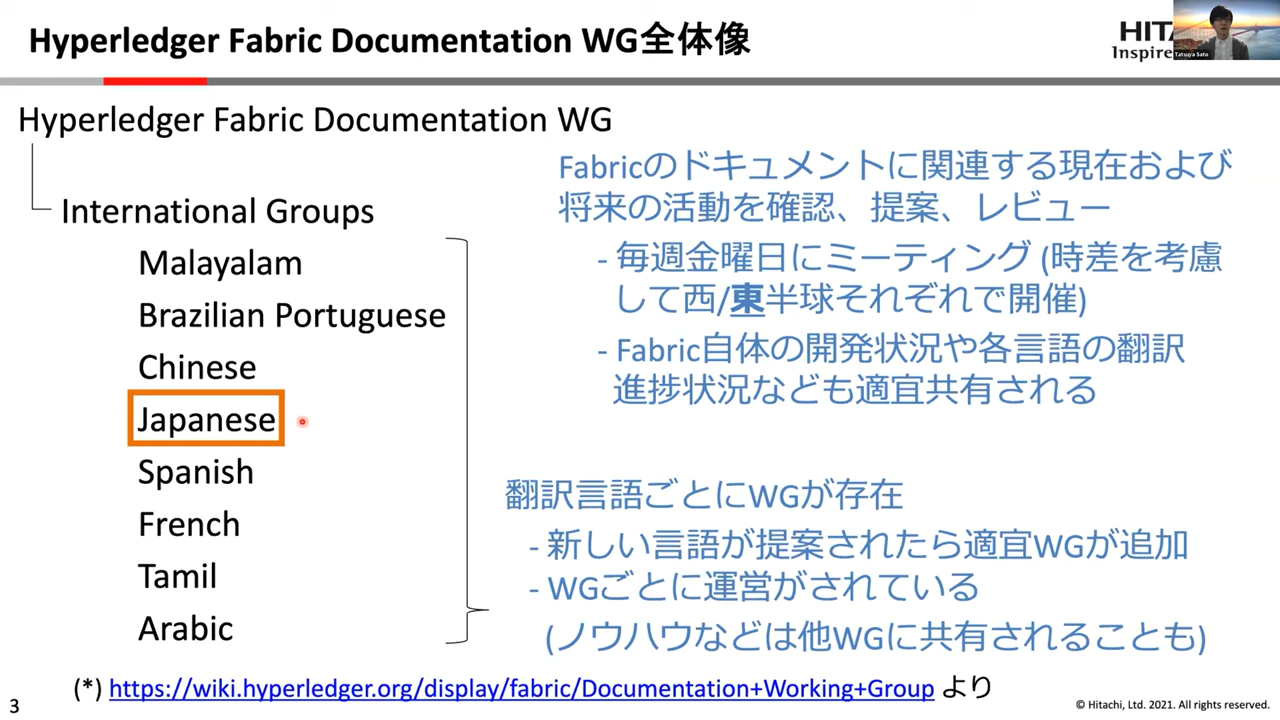 Hyperledger Fabric Documentation WG全体像
HITA
Inspire
Tatsuya Sato
Hyperledger Fabric Documentation WG
International Groups
Malayalam
Brazilian Portuguese
Chinese
Japanese
Spanish
French
Tamil
Arabic
Fabricのドキュメントに関連する現在および
将来の活動を確認、提案、レビュー
- 毎週金曜日にミーティング (時差を考慮
して西/東半球それぞれで開催)
- Fabric自体の開発状況や各言語の翻訳
進捗状況なども適宜共有される
翻訳言語ごとにWGが存在
- 新しい言語が提案されたら適宜WGが追加
- WGごとに運営がされている
(ノウハウなどは他WGに共有されることも)
(*) https://wiki.hyperledger.org/display/fabric/Documentation+Working+Group より
3
© Hitachi, Ltd. 2021. All rights reserved.